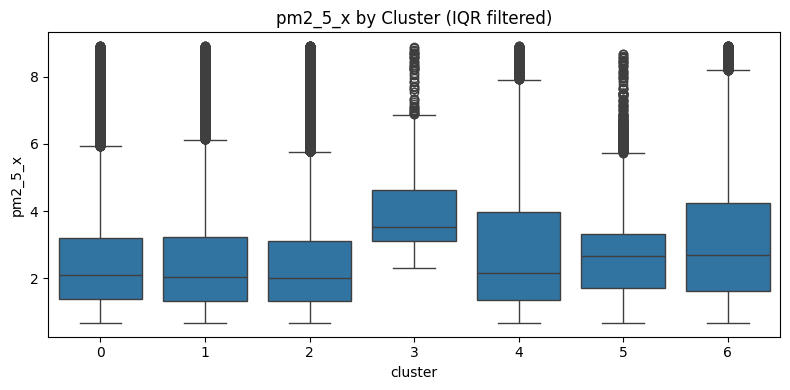 pm2_5_x by Cluster (IQR filtered)
pm2_5_x
8
6
4
2
0 1 2 3 4 5 6
cluster